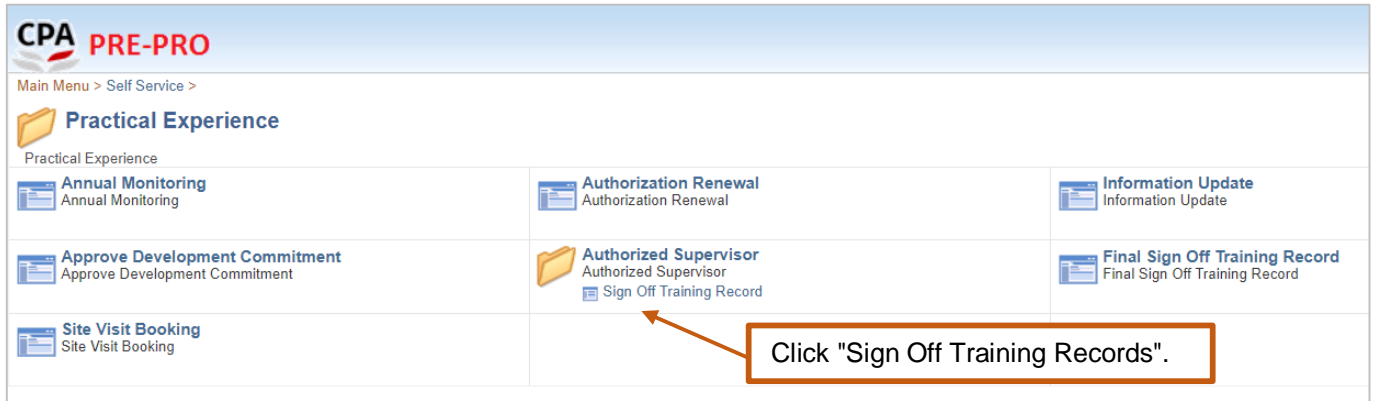 CPA PRE-PRO
Main Menu > Self Service >
Practical Experience
Practical Experience
Annual Monitoring
Annual Monitoring
Authorization Renewal
Authorization Renewal
Information Update
Information Update
Approve Development Commitment
Approve Development Commitment
Authorized Supervisor
Authorized Supervisor
Sign Off Training Record
Final Sign Off Training Record
Final Sign Off Training Record
Site Visit Booking
Site Visit Booking
Click "Sign Off Training Records".